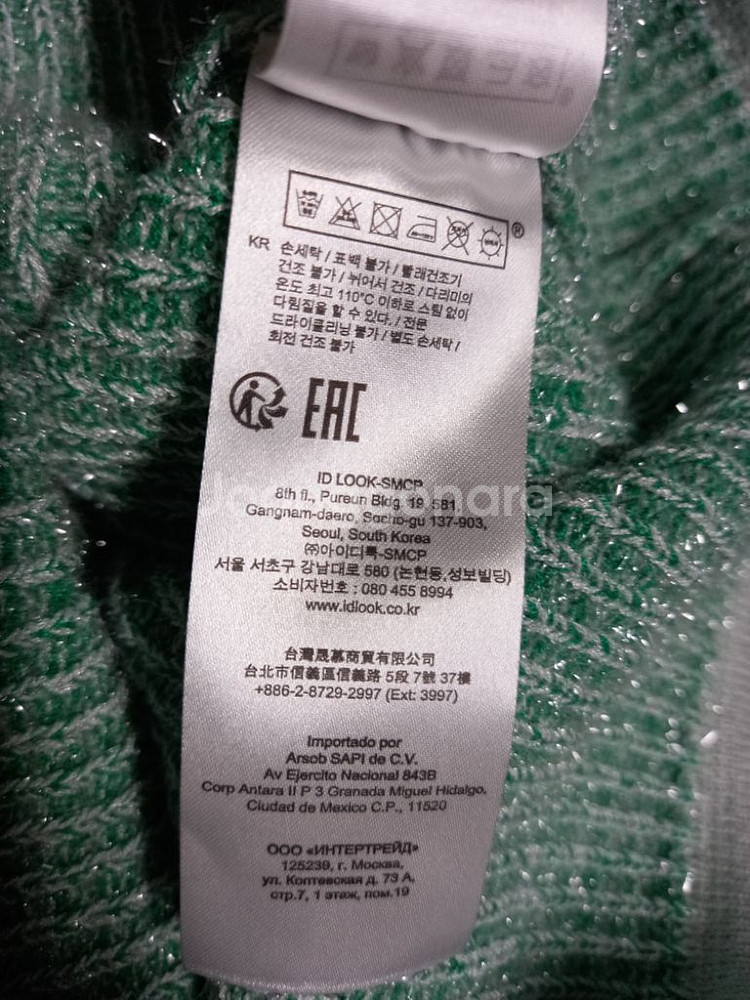 KR 손세탁 / 표백 불가 / 빨래건조기
건조 불가 / 뉘어서 건조 / 다리미의
온도 최고 110°C 이하로 스팀 없이
다림질을 할 수 있다. / 전문
드라이클리닝 불가 / 별도 손세탁 /
회전 건조 불가
EAC
ID LOOK-SMCP
8th fl., Pureun Bldg. 19, 581,
Gangnam-daero, Seocho-gu 137-903,
Seoul, South Korea
㈜아이디룩-SMCP
서울 서초구 강남대로 580 (논현동,성보빌딩)
소비자번호 : 080 455 8994
www.idlook.co.kr
台灣晟慕商貿有限公司
台北市信義區信義路 5段 7號 37樓
+886-2-8729-2997 (Ext: 3997)
Importado por
Arsob SAPI de C.V.
Av Ejercito Nacional 843B
Corp Antara II P 3 Granada Miguel Hidalgo.
Ciudad de Mexico C.P., 11520
ООО «ИНТЕРТРЕЙД»
125239, г. Москва,
ул. Коптевская д. 73 А,
стр.7, 1 этаж, пом.19